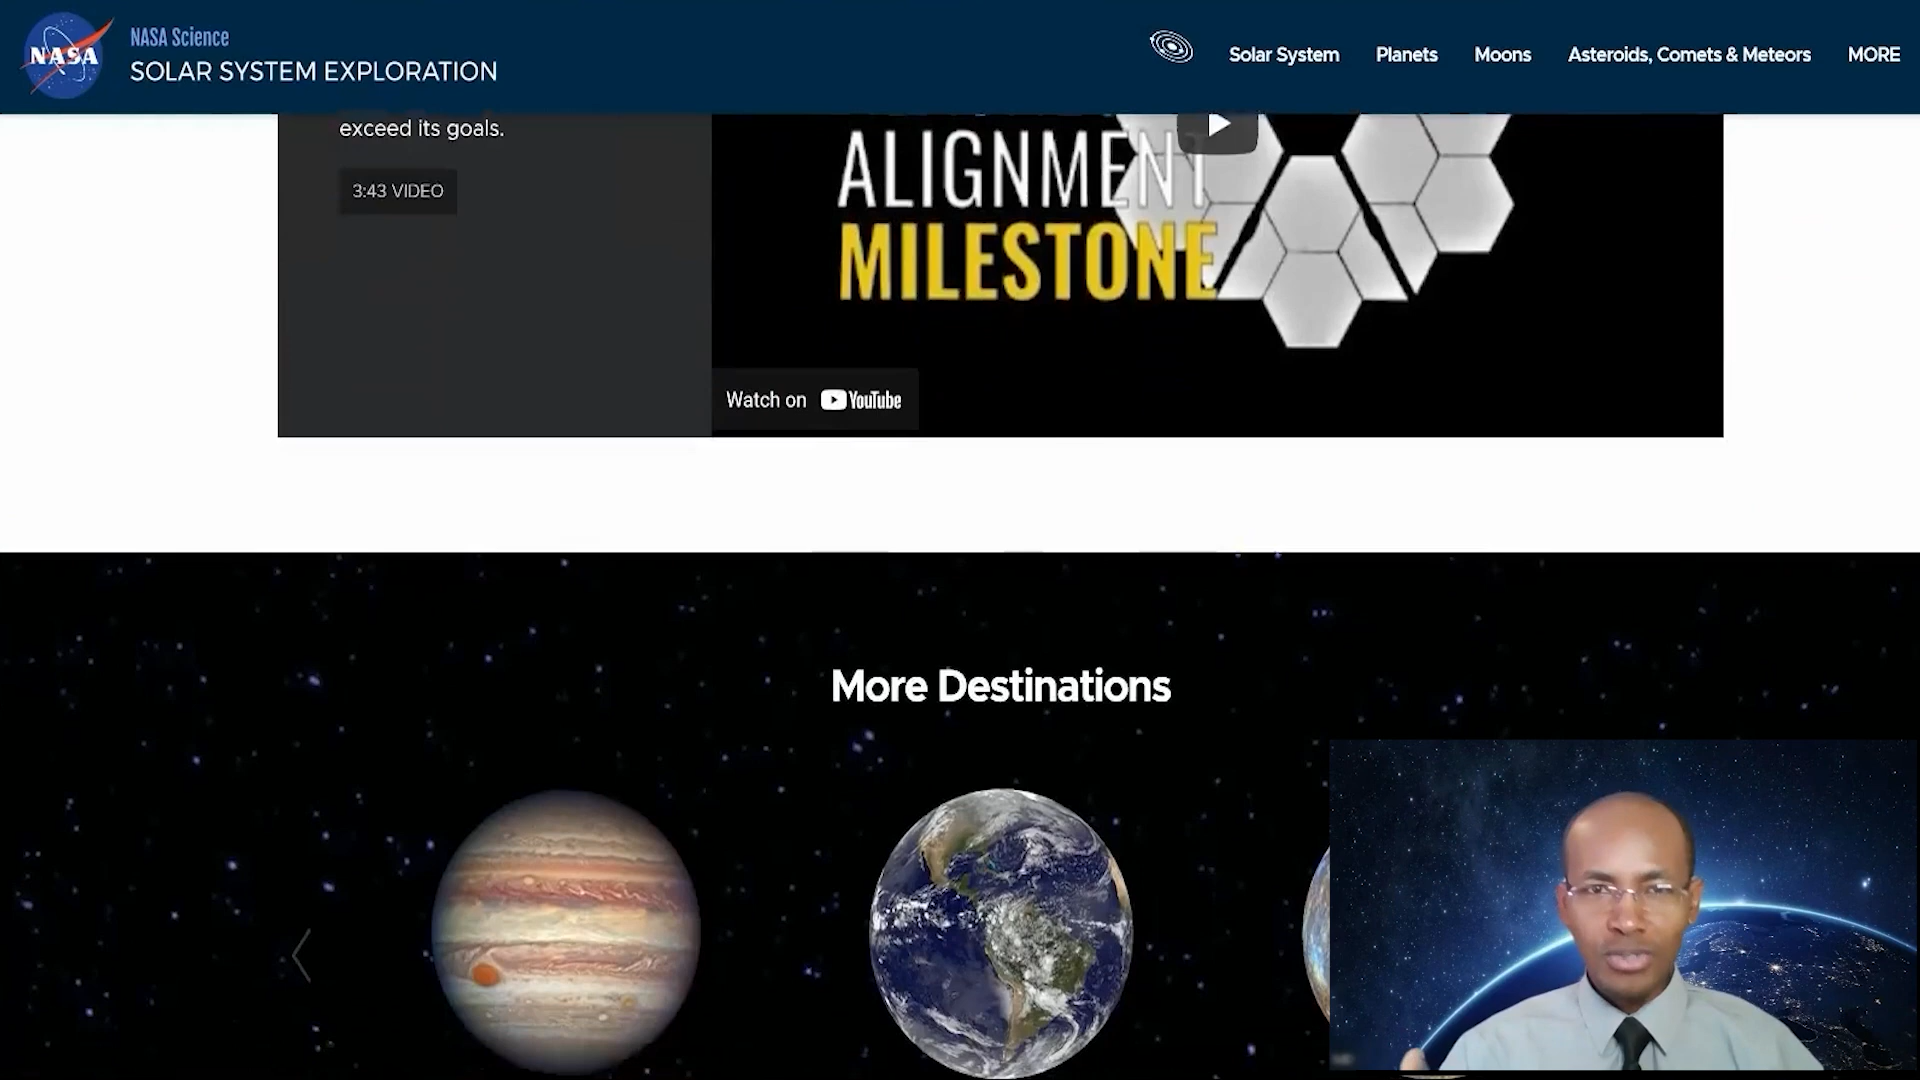 NASA
NASA Science
SOLAR SYSTEM EXPLORATION
Solar System
Planets
Moons
Asteroids, Comets & Meteors
MORE
exceed its goals.
3:43 VIDEO
ALIGNMENT
MILESTONE
Watch on YouTube
More Destinations